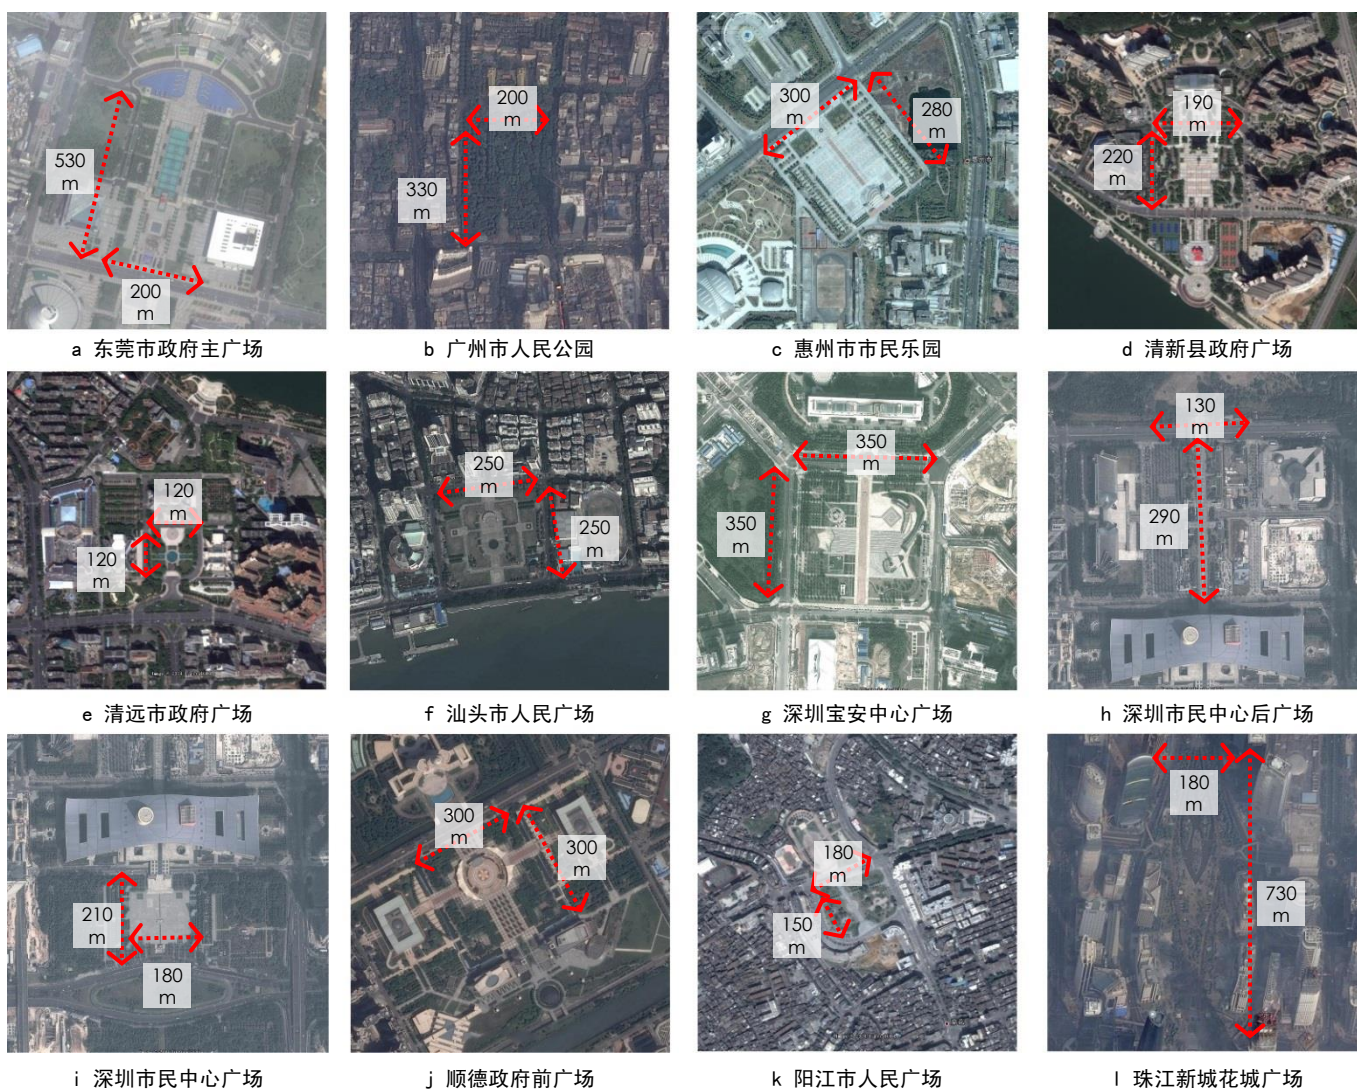 200
m
530
m
200
m
a 东莞市政府主广场
200
m
330
m
b 广州市人民公园
300
m
280
m
c 惠州市市民乐园
190
m
220
m
d 清新县政府广场
120
m
120
m
e 清远市政府广场
250
m
250
m
f 汕头市人民广场
350
m
350
m
g 深圳宝安中心广场
130
m
290
m
h 深圳市民中心后广场
210
m
180
m
i 深圳市民中心广场
300
m
300
m
j 顺德政府前广场
180
m
150
m
k 阳江市人民广场
180
m
730
m
l 珠江新城花城广场